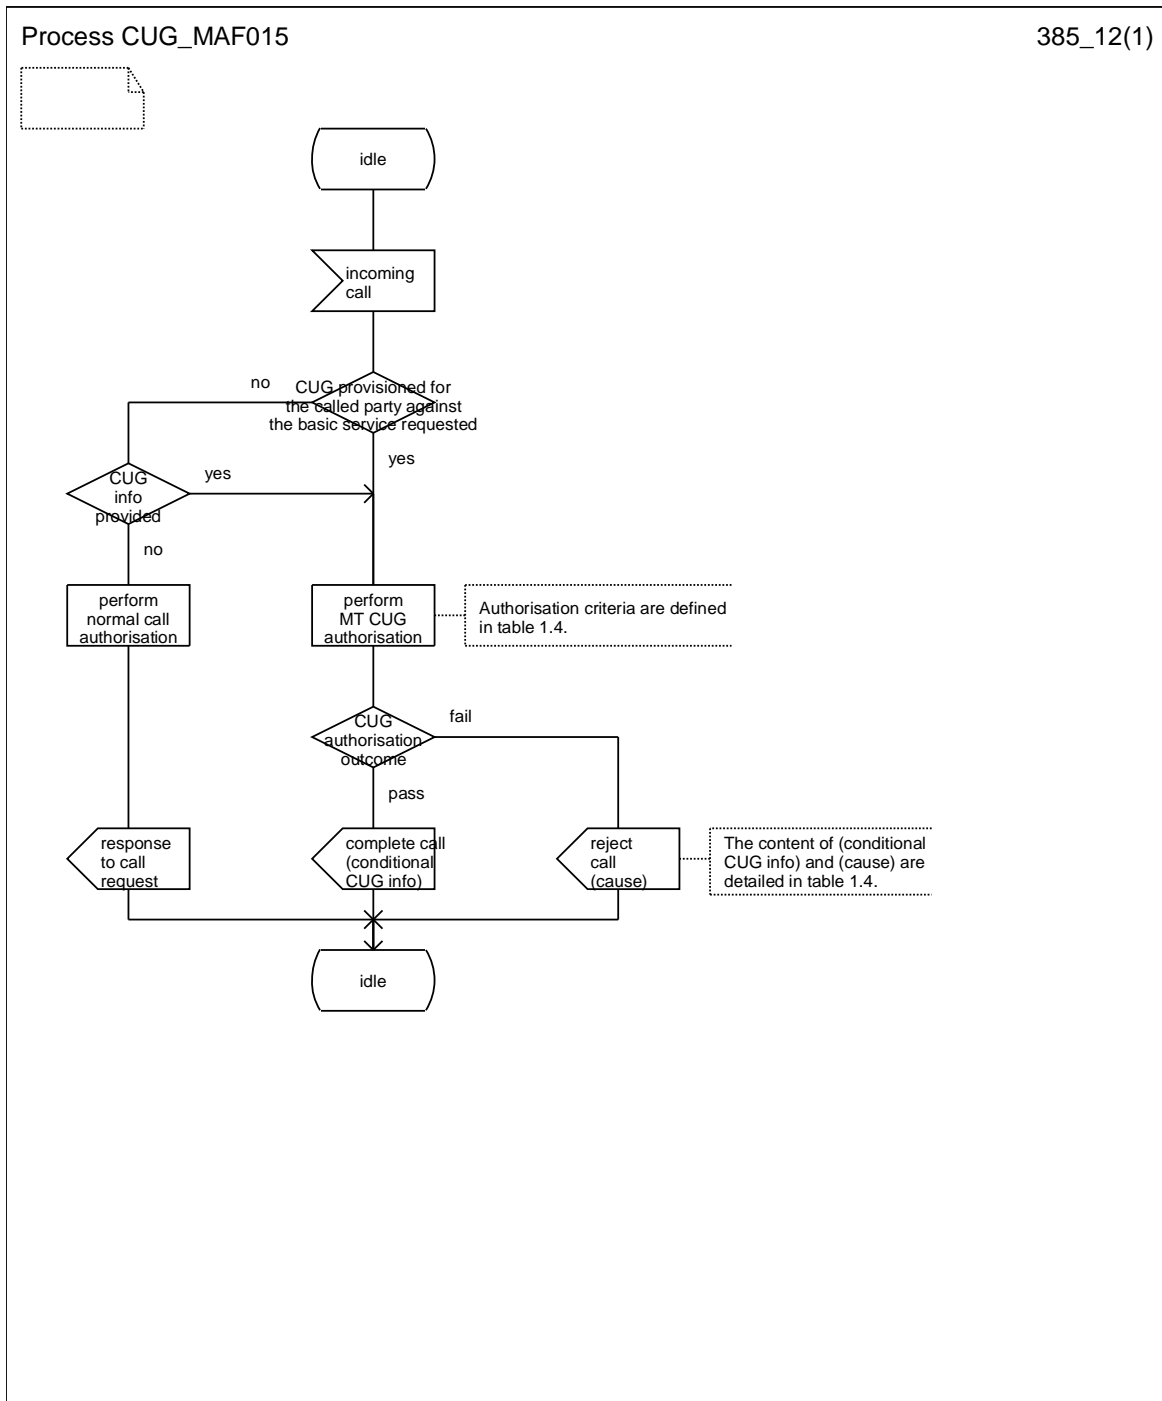 Process CUG_MAF015
385_12(1)
idle
incoming
call
no
CUG provisioned for
the called party against
the basic service requested
yes
CUG
info
provided
yes
no
perform
normal call
authorisation
perform
MT CUG
authorisation
Authorisation criteria are defined
in table 1.4.
CUG
authorisation
outcome
fail
pass
response
to call
request
complete call
(conditional
CUG info)
reject
call
(cause)
The content of (conditional
CUG info) and (cause) are
detailed in table 1.4.
idle